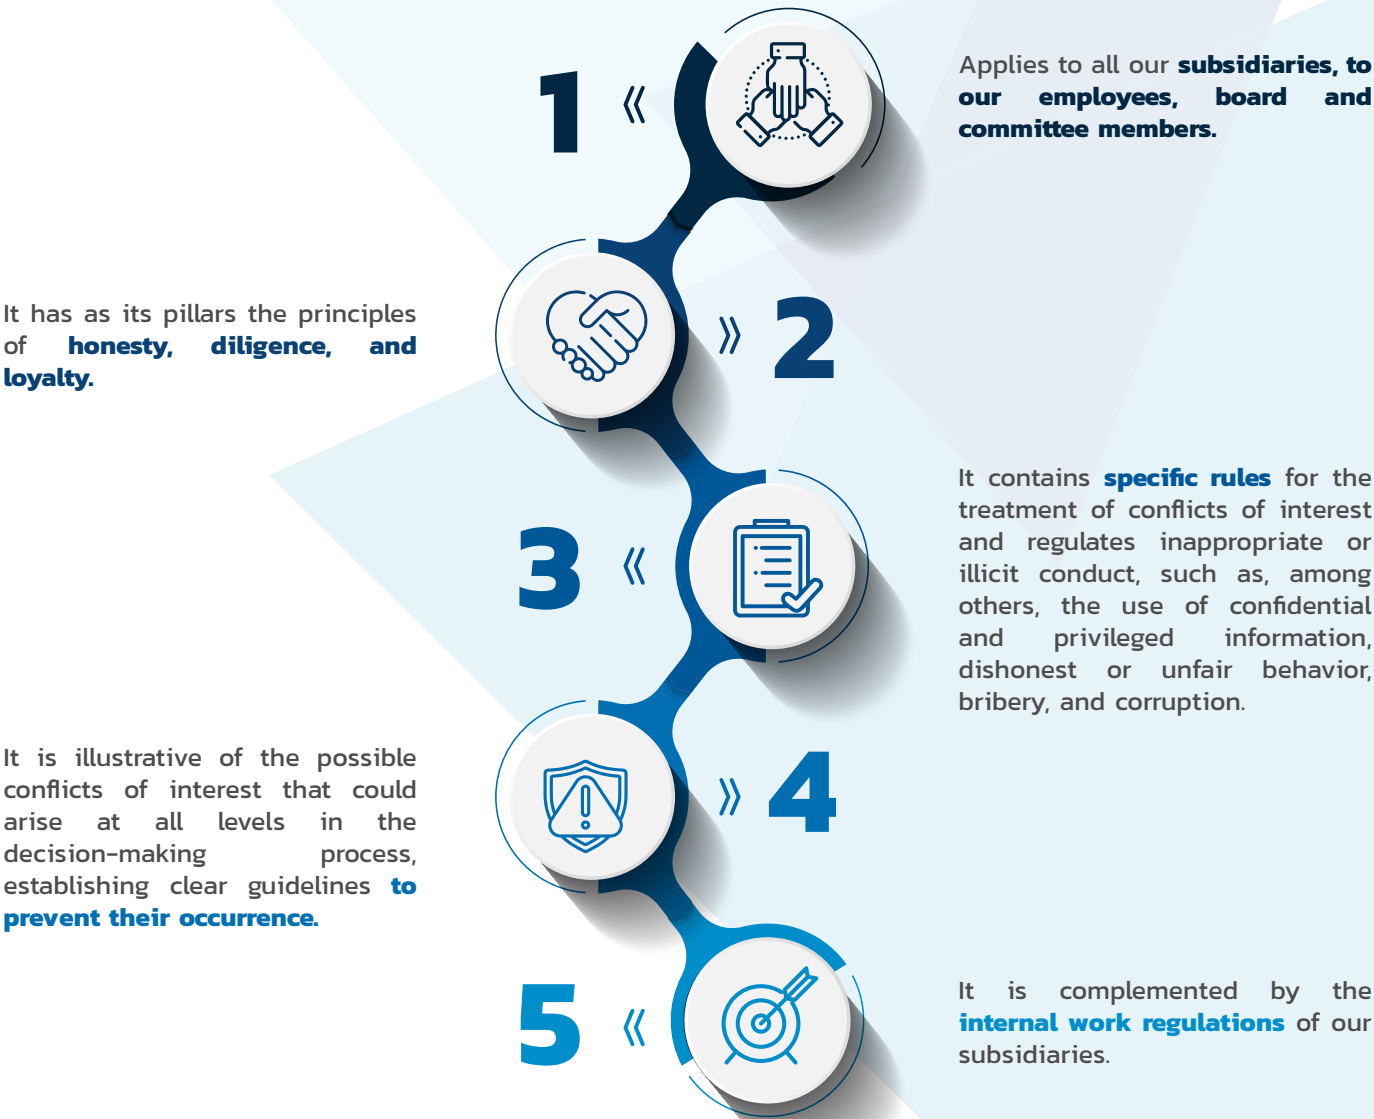 1
Applies to all our subsidiaries, to
our employees, board and
committee members.
It has as its pillars the principles
of honesty, diligence, and
loyalty.
2
3
It contains specific rules for the
treatment of conflicts of interest
and regulates inappropriate or
illicit conduct, such as, among
others, the use of confidential
and privileged information,
dishonest or unfair behavior,
bribery, and corruption.
It is illustrative of the possible
conflicts of interest that could
arise at all levels in the
decision-making process,
establishing clear guidelines to
prevent their occurrence.
4
5
It is complemented by the
internal work regulations of our
subsidiaries.